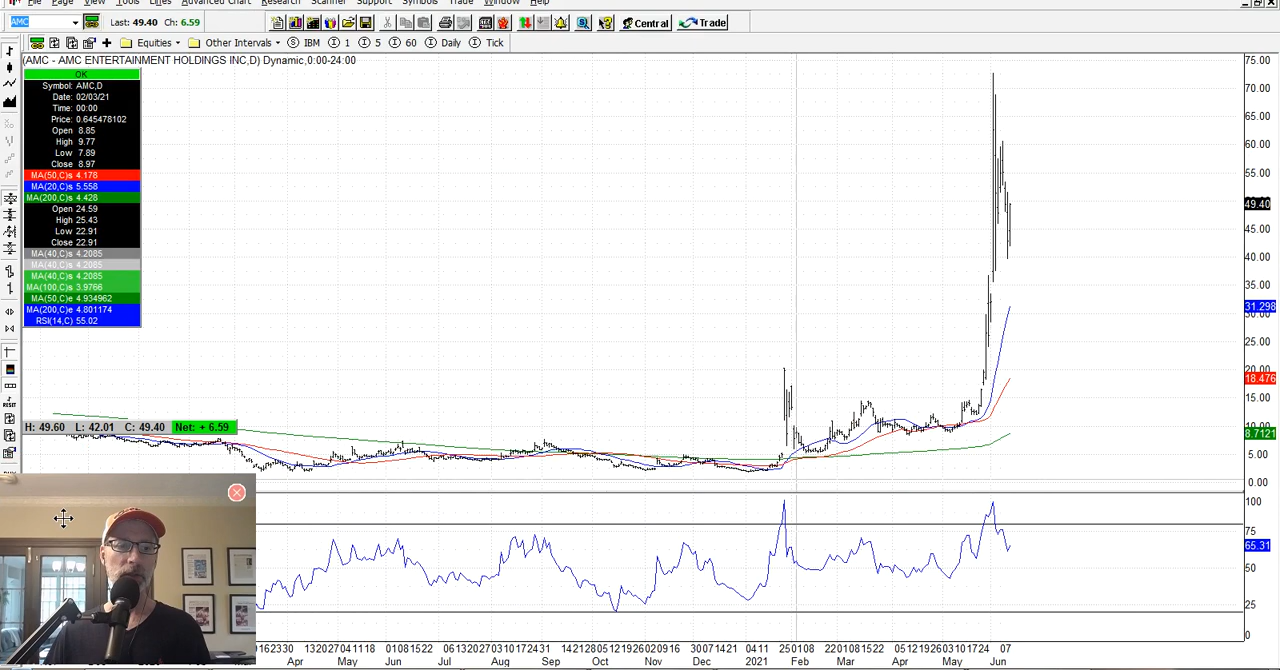 File Page View Tools Lines Advanced Chart Research Scanner Support Symbols Trade Window Help
AMC Last: 49.40 Ch: 6.59 Central Trade
Equities Other Intervals S IBM I 1 I 5 I 60 I Daily I Tick
(AMC - AMC ENTERTAINMENT HOLDINGS INC,D) Dynamic,0:00-24:00
OK
Symbol: AMC,D
Date: 02/03/21
Time: 00:00
Price: 0.645478102
Open 8.85
High 9.77
Low 7.89
Close 8.97
MA(50,C)s 4.178
MA(20,C)s 5.558
MA(200,C)s 4.428
Open 24.59
High 25.43
Low 22.91
Close 22.91
MA(40,C)s 4.2085
MA(40,C)s 4.2085
MA(40,C)s 4.2085
MA(100,C)s 3.9766
MA(50,C)e 4.934962
MA(200,C)e 4.801174
RSI(14,C) 55.02
H: 49.60 L: 42.01 C: 49.40 Net: + 6.59
75.00
70.00
65.00
60.00
55.00
49.40
45.00
40.00
35.00
31.298
30.00
25.00
20.00
18.476
15.00
10.00
8.7121
5.00
0.00
100
75
65.31
50
25
0
RESET
Apr May Jun Jul Aug Sep Oct Nov Dec 2021 Feb Mar Apr May Jun